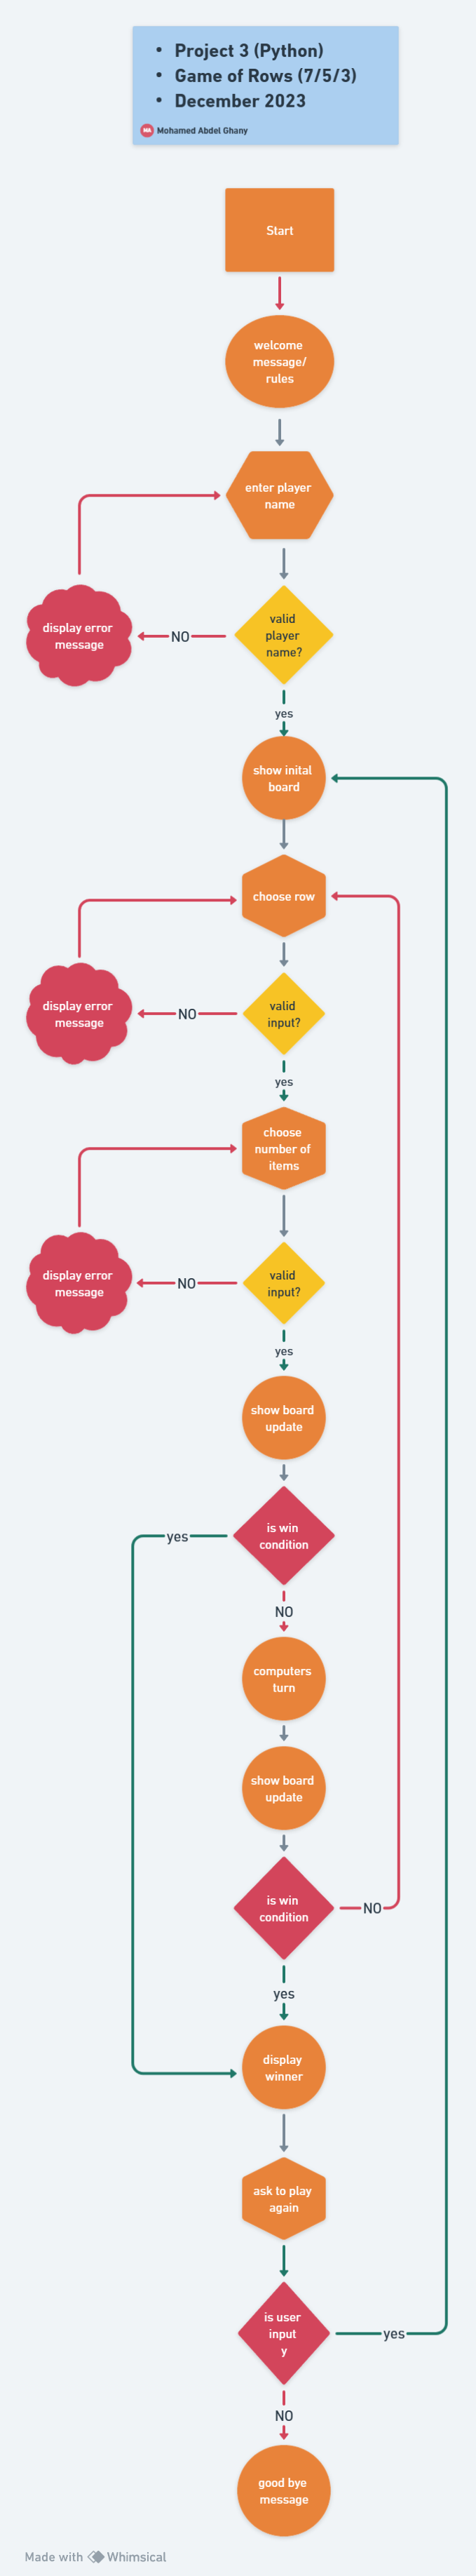 • Project 3 (Python)
• Game of Rows (7/5/3)
• December 2023
MA Mohamed Abdel Ghany
Start
welcome
message/
rules
enter player
name
valid
player
name?
NO
display error
message
yes
show inital
board
choose row
valid
input?
NO
display error
message
yes
choose
number of
items
valid
input?
NO
display error
message
yes
show board
update
is win
condition
yes
NO
computers
turn
show board
update
is win
condition
NO
yes
display
winner
ask to play
again
is user
input
y
yes
NO
good bye
message
Made with Whimsical